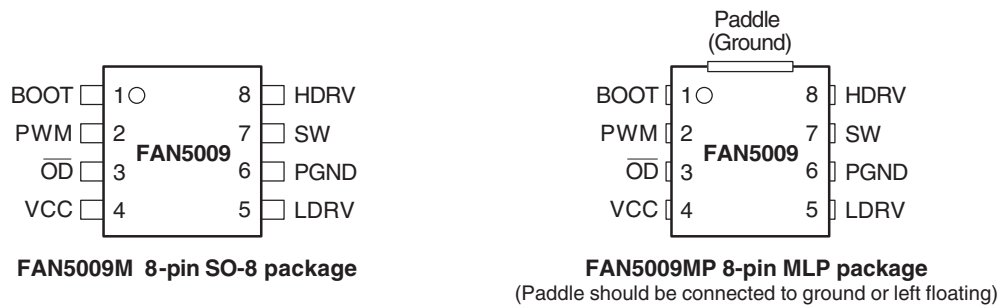 BOOT 1 8 HDRV
PWM 2 7 SW
FAN5009
OD 3 6 PGND
VCC 4 5 LDRV
FAN5009M 8-pin SO-8 package
Paddle
(Ground)
BOOT 1 8 HDRV
PWM 2 7 SW
FAN5009
OD 3 6 PGND
VCC 4 5 LDRV
FAN5009MP 8-pin MLP package
(Paddle should be connected to ground or left floating)